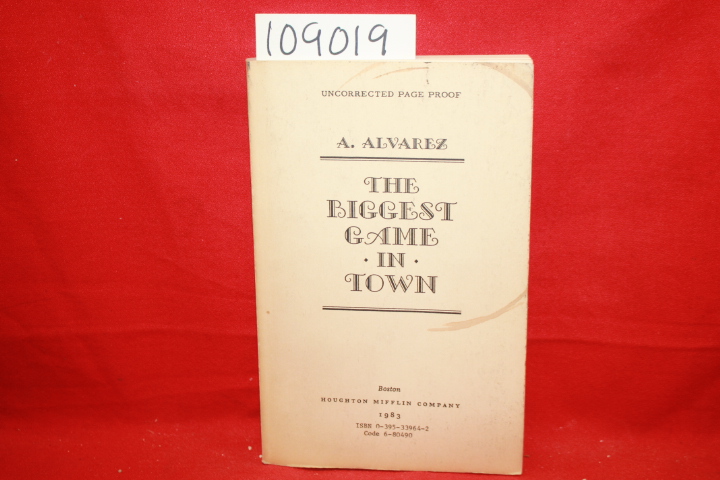 109019
UNCORRECTED PAGE PROOF
A. ALVAREZ
THE
BIGGEST
GAME
· IN ·
TOWN
Boston
HOUGHTON MIFFLIN COMPANY
1983
ISBN 0-395-33964-2
Code 6-80490